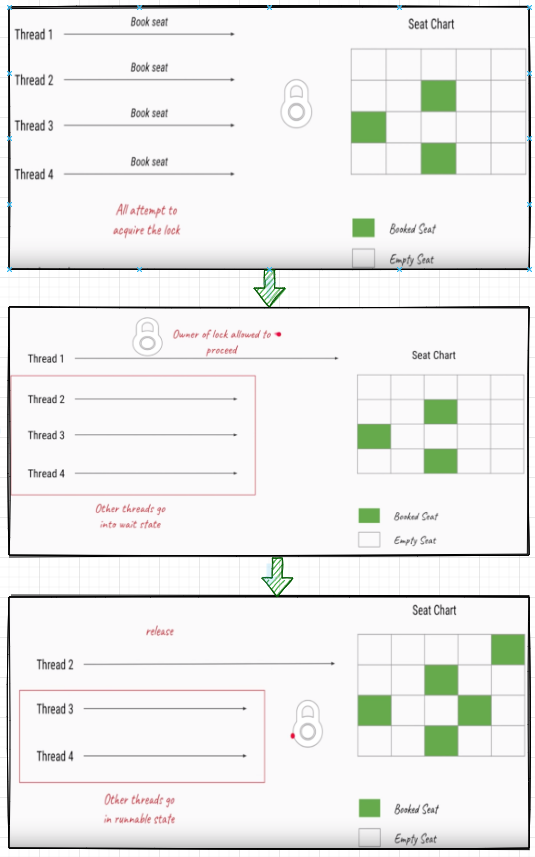 Book seat
Seat Chart
Thread 1
Book seat
Thread 2
Book seat
Thread 3
Book seat
Thread 4
All attempt to
acquire the lock
Booked Seat
Empty Seat
Owner of lock allowed to
proceed
Thread 1
Seat Chart
Thread 2
Thread 3
Thread 4
Other threads go
into wait state
Booked Seat
Empty Seat
Seat Chart
release
Thread 2
Thread 3
Thread 4
Other threads go
in runnable state
Booked Seat
Empty Seat